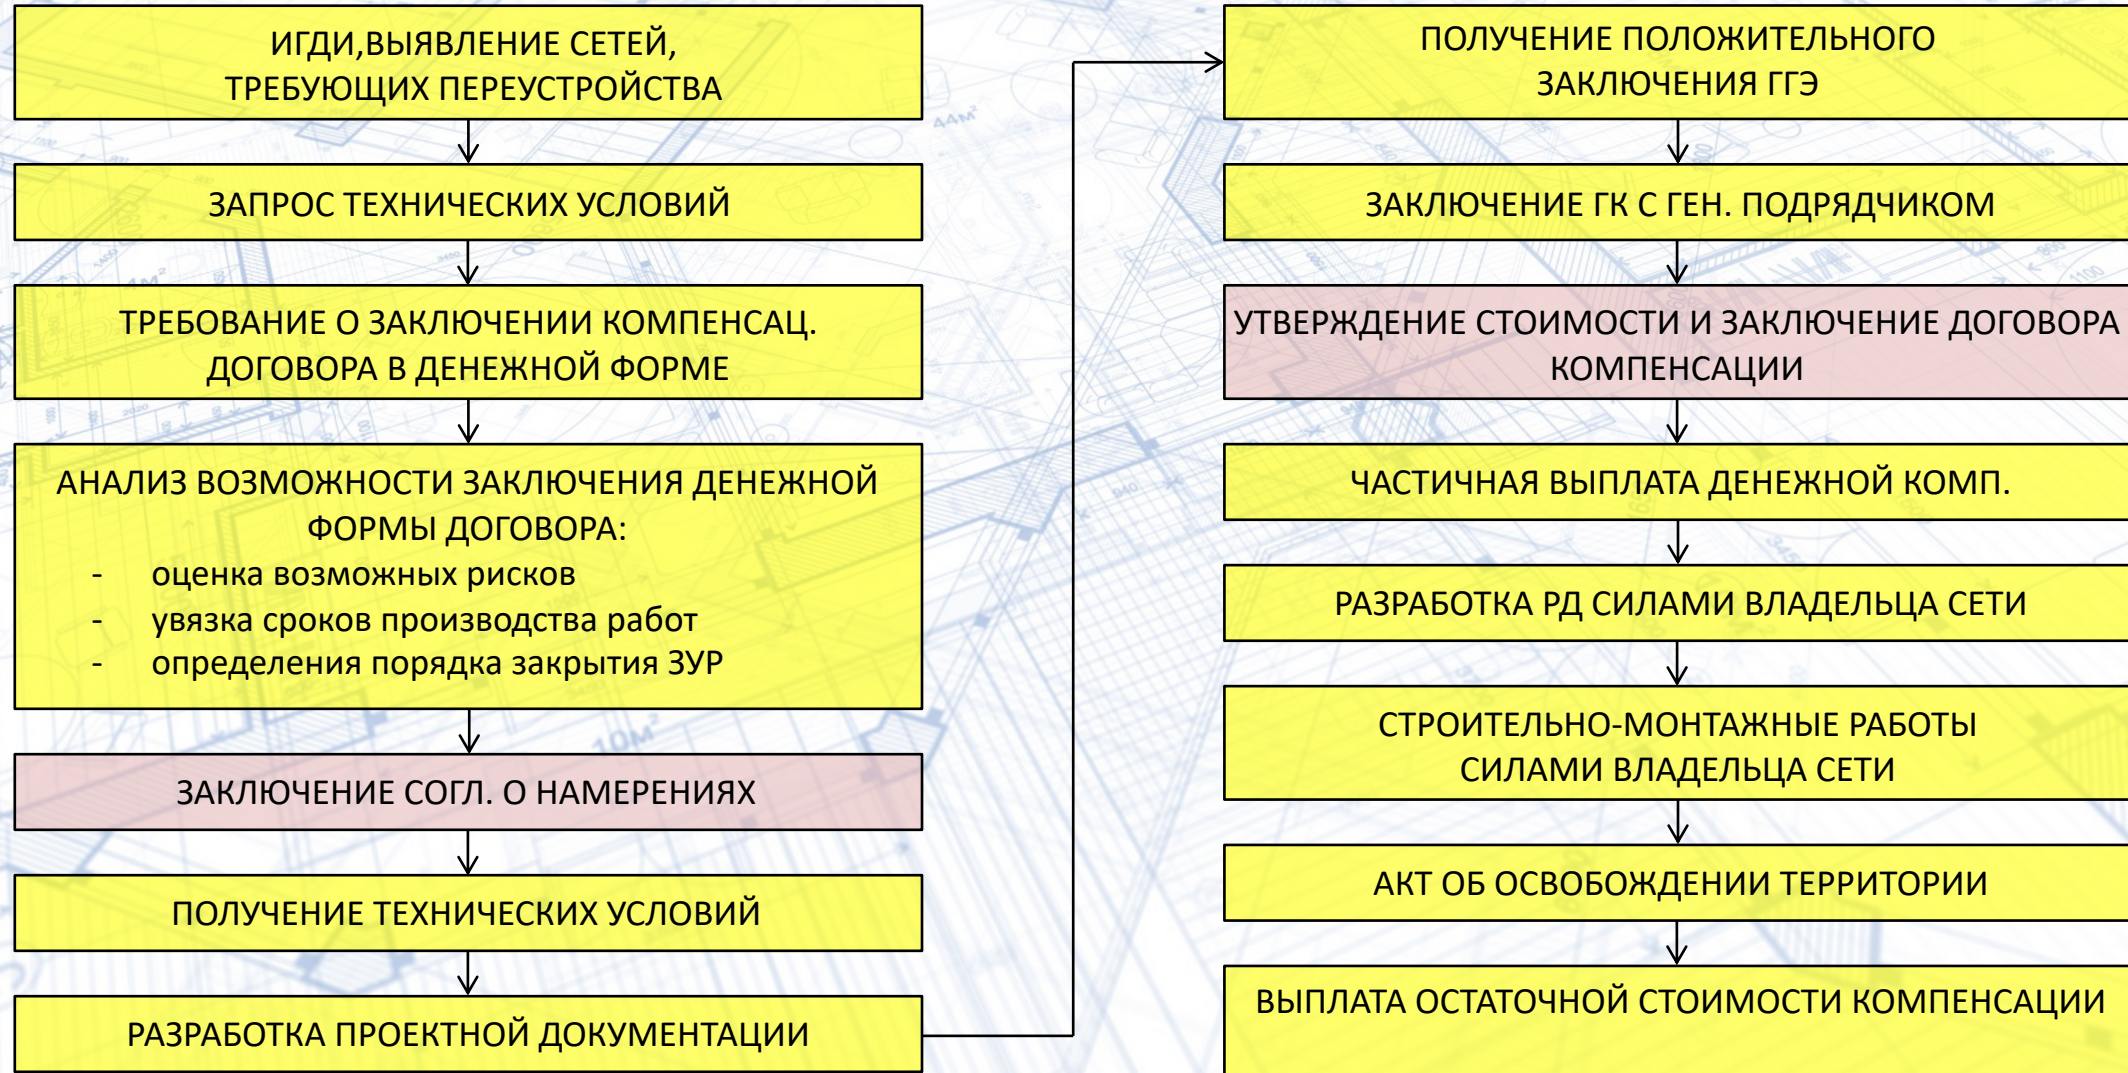 ИГДИ,ВЫЯВЛЕНИЕ СЕТЕЙ,
ТРЕБУЮЩИХ ПЕРЕУСТРОЙСТВА
ЗАПРОС ТЕХНИЧЕСКИХ УСЛОВИЙ
ТРЕБОВАНИЕ О ЗАКЛЮЧЕНИИ КОМПЕНСАЦ.
ДОГОВОРА В ДЕНЕЖНОЙ ФОРМЕ
АНАЛИЗ ВОЗМОЖНОСТИ ЗАКЛЮЧЕНИЯ ДЕНЕЖНОЙ
ФОРМЫ ДОГОВОРА:
- оценка возможных рисков
- увязка сроков производства работ
- определения порядка закрытия ЗУР
ЗАКЛЮЧЕНИЕ СОГЛ. О НАМЕРЕНИЯХ
ПОЛУЧЕНИЕ ТЕХНИЧЕСКИХ УСЛОВИЙ
РАЗРАБОТКА ПРОЕКТНОЙ ДОКУМЕНТАЦИИ
ПОЛУЧЕНИЕ ПОЛОЖИТЕЛЬНОГО
ЗАКЛЮЧЕНИЯ ГГЭ
ЗАКЛЮЧЕНИЕ ГК С ГЕН. ПОДРЯДЧИКОМ
УТВЕРЖДЕНИЕ СТОИМОСТИ И ЗАКЛЮЧЕНИЕ ДОГОВОРА
КОМПЕНСАЦИИ
ЧАСТИЧНАЯ ВЫПЛАТА ДЕНЕЖНОЙ КОМП.
РАЗРАБОТКА РД СИЛАМИ ВЛАДЕЛЬЦА СЕТИ
СТРОИТЕЛЬНО-МОНТАЖНЫЕ РАБОТЫ
СИЛАМИ ВЛАДЕЛЬЦА СЕТИ
АКТ ОБ ОСВОБОЖДЕНИИ ТЕРРИТОРИИ
ВЫПЛАТА ОСТАТОЧНОЙ СТОИМОСТИ КОМПЕНСАЦИИ
44м²
10м²